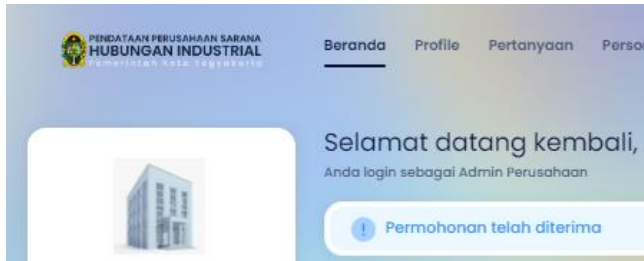 PENDATAAN PERUSAHAAN SARANA
HUBUNGAN INDUSTRIAL
Pemerintah Kota Yogyakarta
Beranda Profile Pertanyaan
Selamat datang kembali,
Anda login sebagai Admin Perusahaan
Permohonan telah diterima